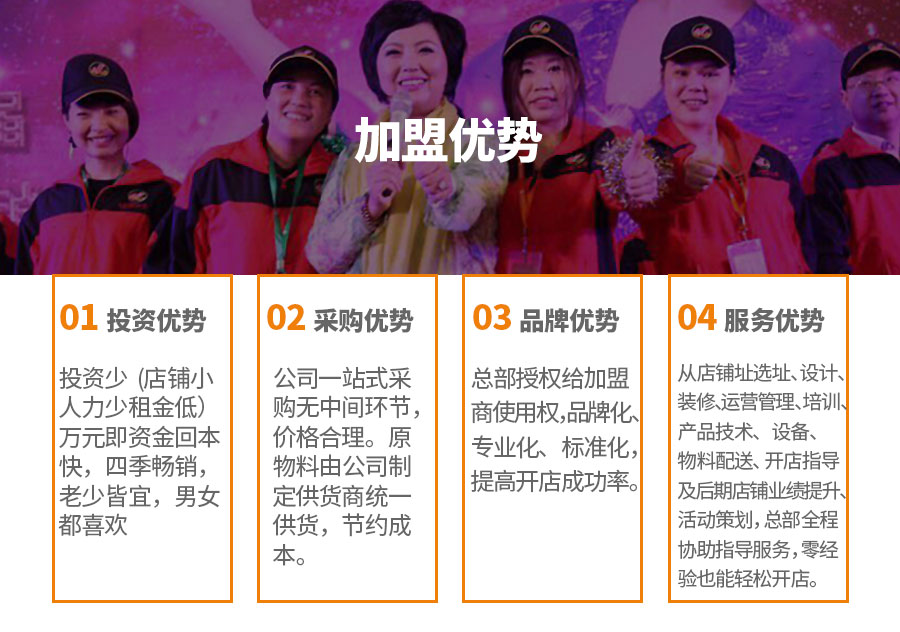 加盟优势
01 投资优势
投资少 (店铺小
人力少租金低）
万元即资金回本
快，四季畅销，
老少皆宜，男女
都喜欢
02 采购优势
公司一站式采
购无中间环节，
价格合理。原
物料由公司制
定供货商统一
供货，节约成
本。
03 品牌优势
总部授权给加盟
商使用权，品牌化、
专业化、标准化，
提高开店成功率。
04 服务优势
从店铺址选址、设计、
装修、运营管理、培训、
产品技术、设备、
物料配送、开店指导
及后期店铺业绩提升、
活动策划，总部全程
协助指导服务，零经
验也能轻松开店。